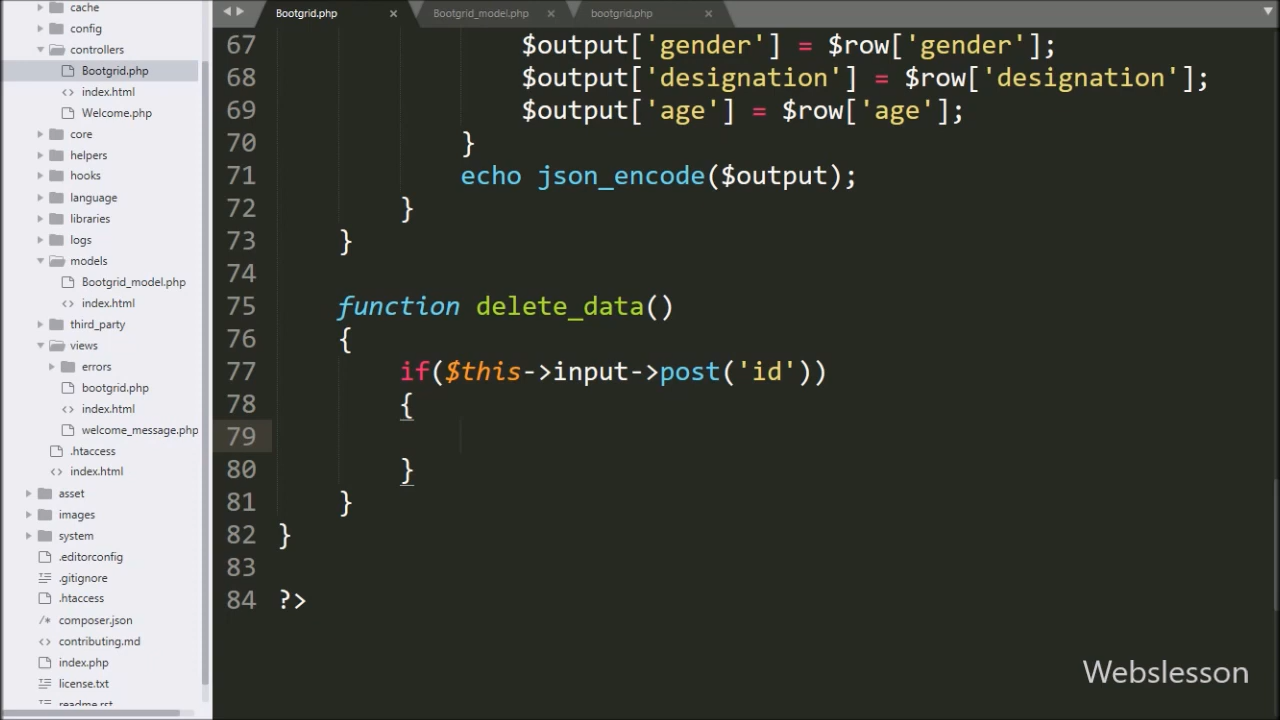 Bootgrid.php
Bootgrid_model.php
bootgrid.php
cache
config
controllers
Bootgrid.php
index.html
Welcome.php
core
helpers
hooks
language
libraries
logs
models
Bootgrid_model.php
index.html
third_party
views
errors
bootgrid.php
index.html
welcome_message.php
.htaccess
index.html
asset
images
system
.editorconfig
.gitignore
.htaccess
composer.json
contributing.md
index.php
license.txt
readme.rst
67 $output['gender'] = $row['gender'];
68 $output['designation'] = $row['designation'];
69 $output['age'] = $row['age'];
70 }
71 echo json_encode($output);
72 }
73 }
74
75 function delete_data()
76 {
77 if($this->input->post('id'))
78 {
79
80 }
81 }
82 }
83
84 ?>
Webslesson